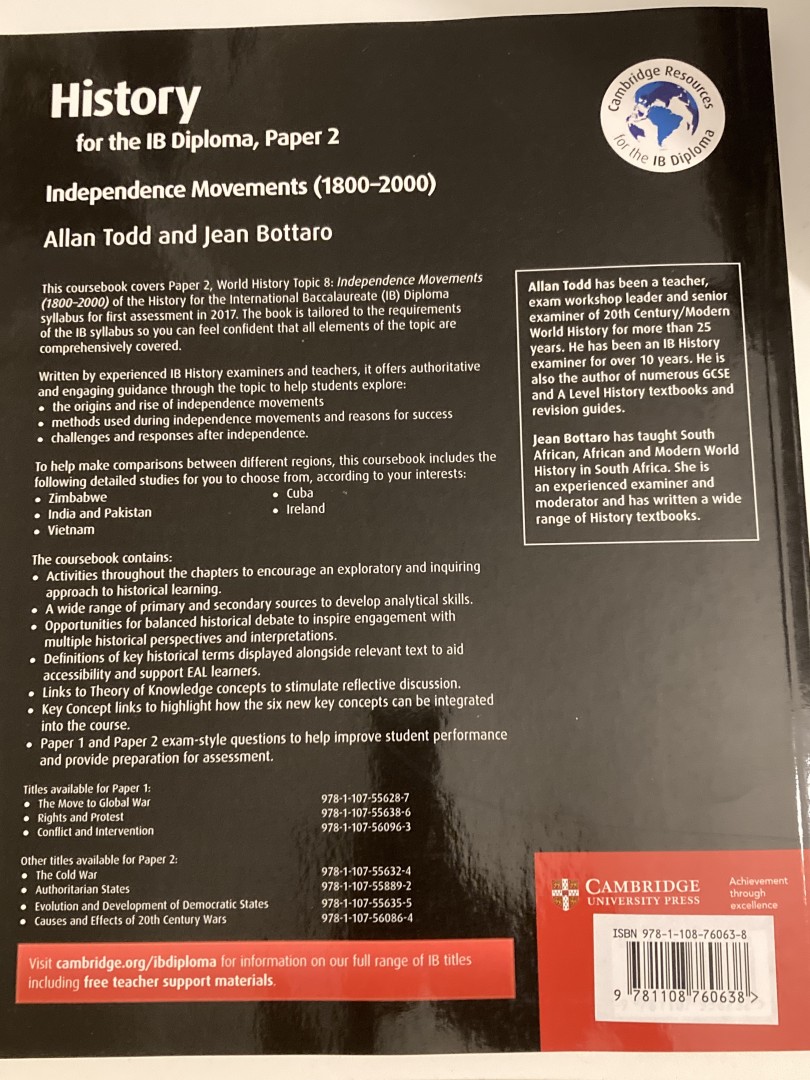 History
for the IB Diploma, Paper 2
Cambridge Resources
for the IB Diploma
Independence Movements (1800–2000)
Allan Todd and Jean Bottaro
This coursebook covers Paper 2, World History Topic 8: Independence Movements
(1800–2000) of the History for the International Baccalaureate (IB) Diploma
syllabus for first assessment in 2017. The book is tailored to the requirements
of the IB syllabus so you can feel confident that all elements of the topic are
comprehensively covered.
Written by experienced IB History examiners and teachers, it offers authoritative
and engaging guidance through the topic to help students explore:
• the origins and rise of independence movements
• methods used during independence movements and reasons for success
• challenges and responses after independence.
To help make comparisons between different regions, this coursebook includes the
following detailed studies for you to choose from, according to your interests:
• Zimbabwe
• India and Pakistan
• Vietnam
• Cuba
• Ireland
The coursebook contains:
• Activities throughout the chapters to encourage an exploratory and inquiring
approach to historical learning.
• A wide range of primary and secondary sources to develop analytical skills.
• Opportunities for balanced historical debate to inspire engagement with
multiple historical perspectives and interpretations.
• Definitions of key historical terms displayed alongside relevant text to aid
accessibility and support EAL learners.
• Links to Theory of Knowledge concepts to stimulate reflective discussion.
• Key Concept links to highlight how the six new key concepts can be integrated
into the course.
• Paper 1 and Paper 2 exam-style questions to help improve student performance
and provide preparation for assessment.
Allan Todd has been a teacher,
exam workshop leader and senior
examiner of 20th Century/Modern
World History for more than 25
years. He has been an IB History
examiner for over 10 years. He is
also the author of numerous GCSE
and A Level History textbooks and
revision guides.
Jean Bottaro has taught South
African, African and Modern World
History in South Africa. She is
an experienced examiner and
moderator and has written a wide
range of History textbooks.
Titles available for Paper 1:
• The Move to Global War 978-1-107-55628-7
• Rights and Protest 978-1-107-55638-6
• Conflict and Intervention 978-1-107-56096-3
Other titles available for Paper 2:
• The Cold War 978-1-107-55632-4
• Authoritarian States 978-1-107-55889-2
• Evolution and Development of Democratic States 978-1-107-55635-5
• Causes and Effects of 20th Century Wars 978-1-107-56086-4
Visit cambridge.org/ibdiploma for information on our full range of IB titles
including free teacher support materials.
CAMBRIDGE
UNIVERSITY PRESS
Achievement
through
excellence
ISBN 978-1-108-76063-8
9 781108 760638 >